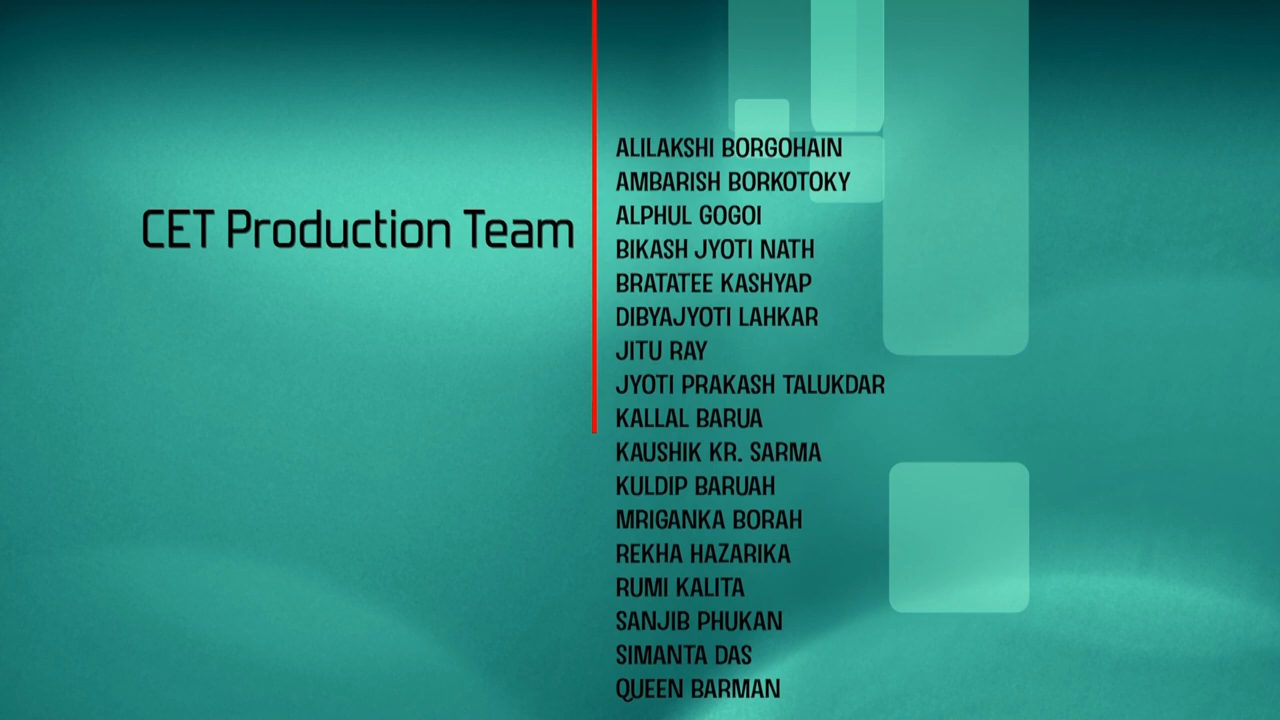 CET Production Team
ALILAKSHI BORGOHAIN
AMBARISH BORKOTOKY
ALPHUL GOGOI
BIKASH JYOTI NATH
BRATATEE KASHYAP
DIBYAJYOTI LAHKAR
JITU RAY
JYOTI PRAKASH TALUKDAR
KALLAL BARUA
KAUSHIK KR. SARMA
KULDIP BARUAH
MRIGANKA BORAH
REKHA HAZARIKA
RUMI KALITA
SANJIB PHUKAN
SIMANTA DAS
QUEEN BARMAN